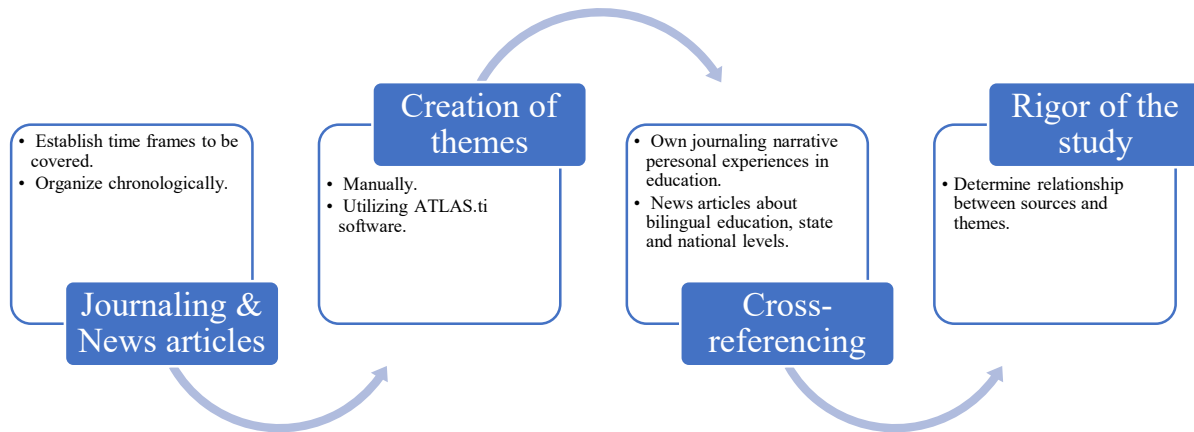 • Establish time frames to be
covered.
• Organize chronologically.
Journaling &
News articles
Creation of
themes
• Manually.
• Utilizing ATLAS.ti
software.
• Own journaling narrative
peresonal experiences in
education.
• News articles about
bilingual education, state
and national levels.
Cross-
referencing
Rigor of the
study
• Determine relationship
between sources and
themes.